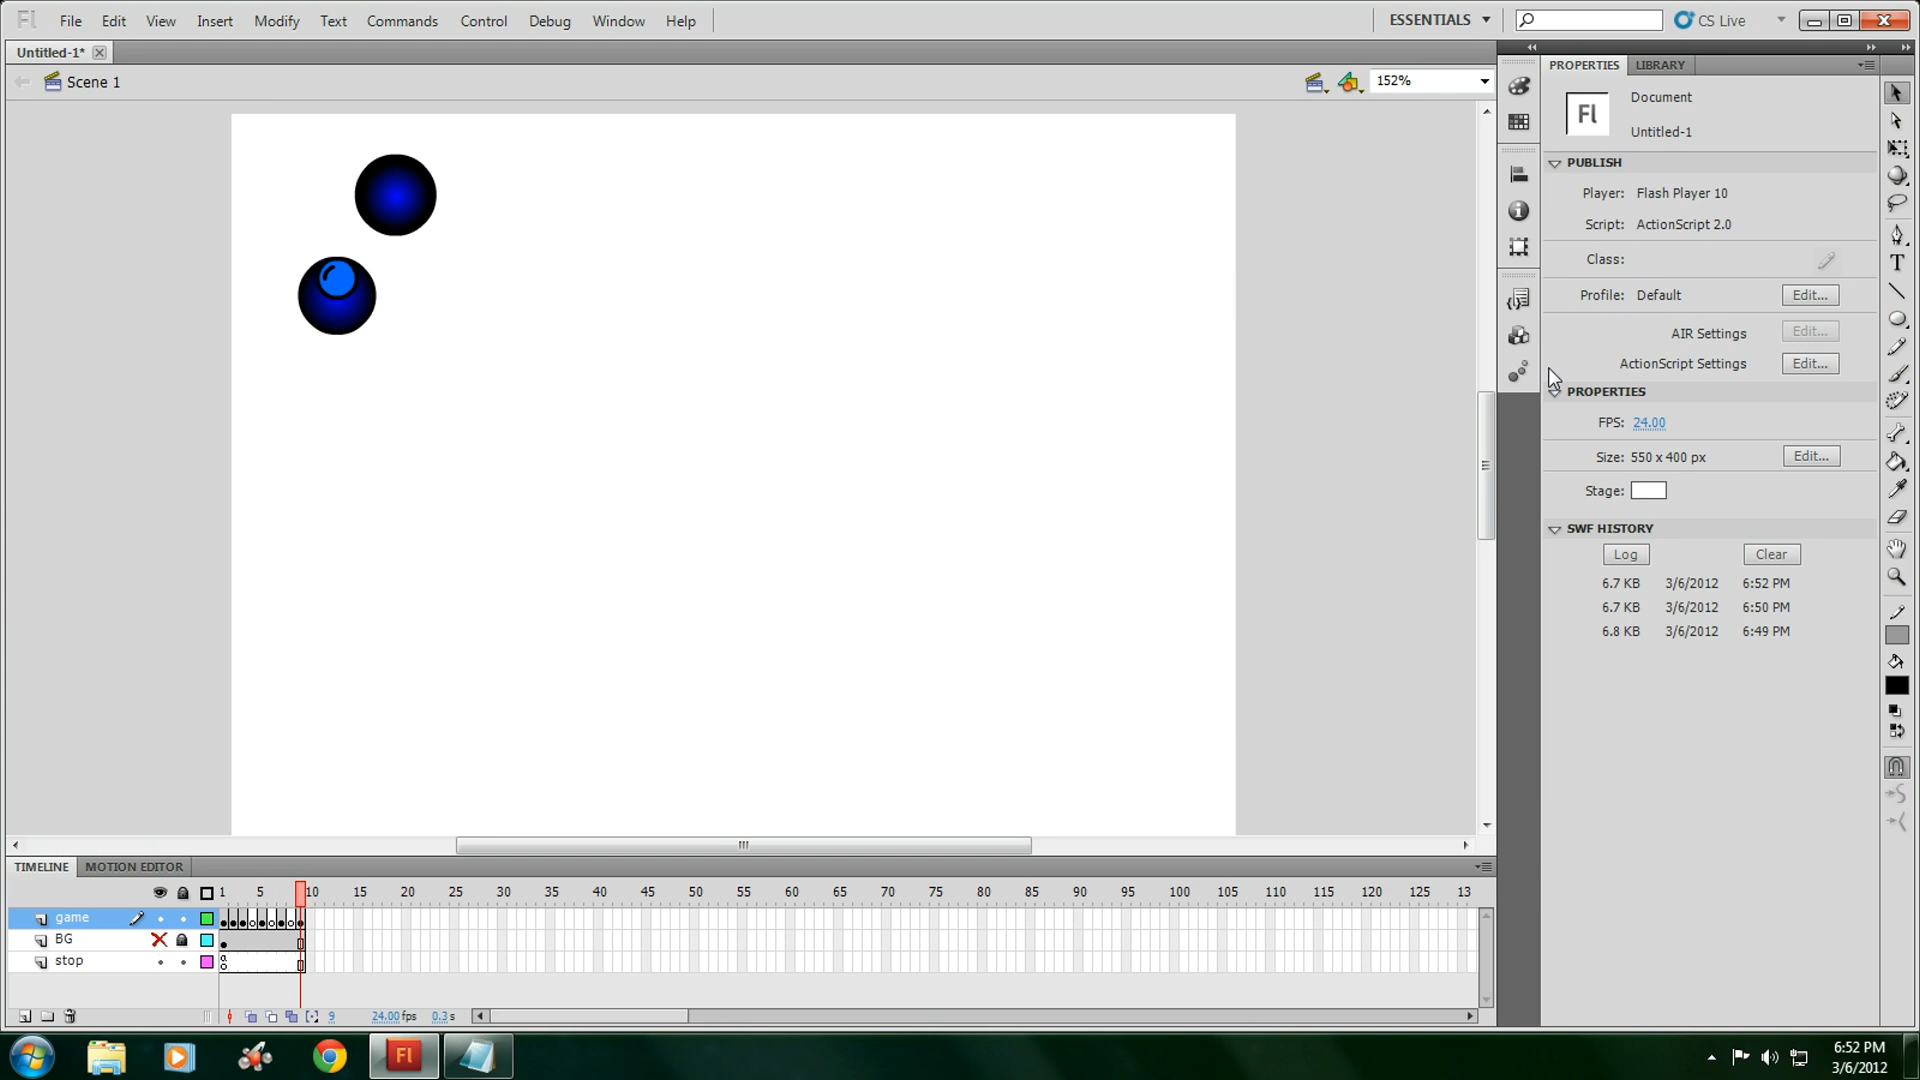 Fl File Edit View Insert Modify Text Commands Control Debug Window Help ESSENTIALS CS Live
Untitled-1*
Scene 1 152%
PROPERTIES LIBRARY
Fl Document
Untitled-1
PUBLISH
Player: Flash Player 10
Script: ActionScript 2.0
Class:
Profile: Default Edit...
AIR Settings Edit...
ActionScript Settings Edit...
PROPERTIES
FPS: 24.00
Size: 550 x 400 px Edit...
Stage:
SWF HISTORY
Log Clear
6.7 KB 3/6/2012 6:52 PM
6.7 KB 3/6/2012 6:50 PM
6.8 KB 3/6/2012 6:49 PM
TIMELINE MOTION EDITOR
1 5 10 15 20 25 30 35 40 45 50 55 60 65 70 75 80 85 90 95 100 105 110 115 120 125 13
game
BG
stop
a
9 24.00 fps 0.3 s
Fl
6:52 PM
3/6/2012